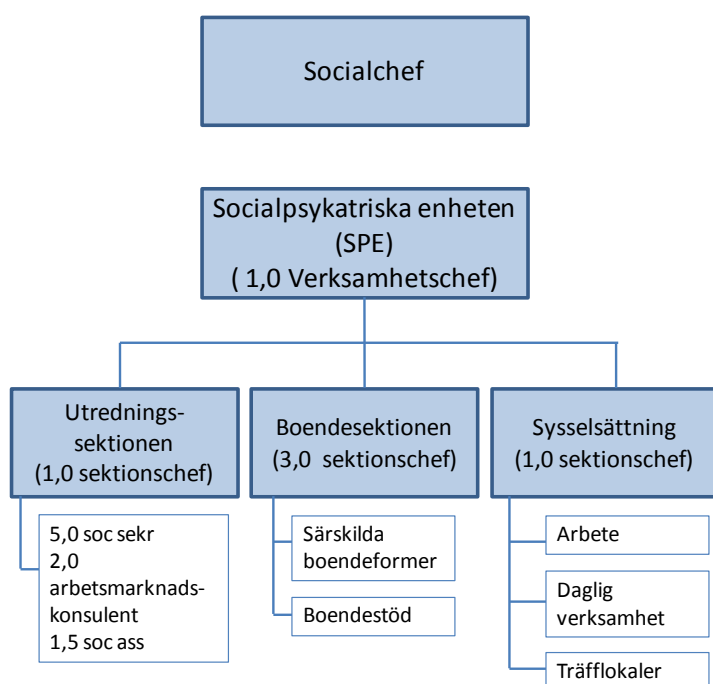 Socialchef
Socialpsykatriska enheten
(SPE)
( 1,0 Verksamhetschef)
Utrednings-
sektionen
(1,0 sektionschef)
5,0 soc sekr
2,0
arbetsmarknads-
konsulent
1,5 soc ass
Boendesektionen
(3,0 sektionschef)
Särskilda
boendeformer
Boendestöd
Sysselsättning
(1,0 sektionschef)
Arbete
Daglig
verksamhet
Träfflokaler